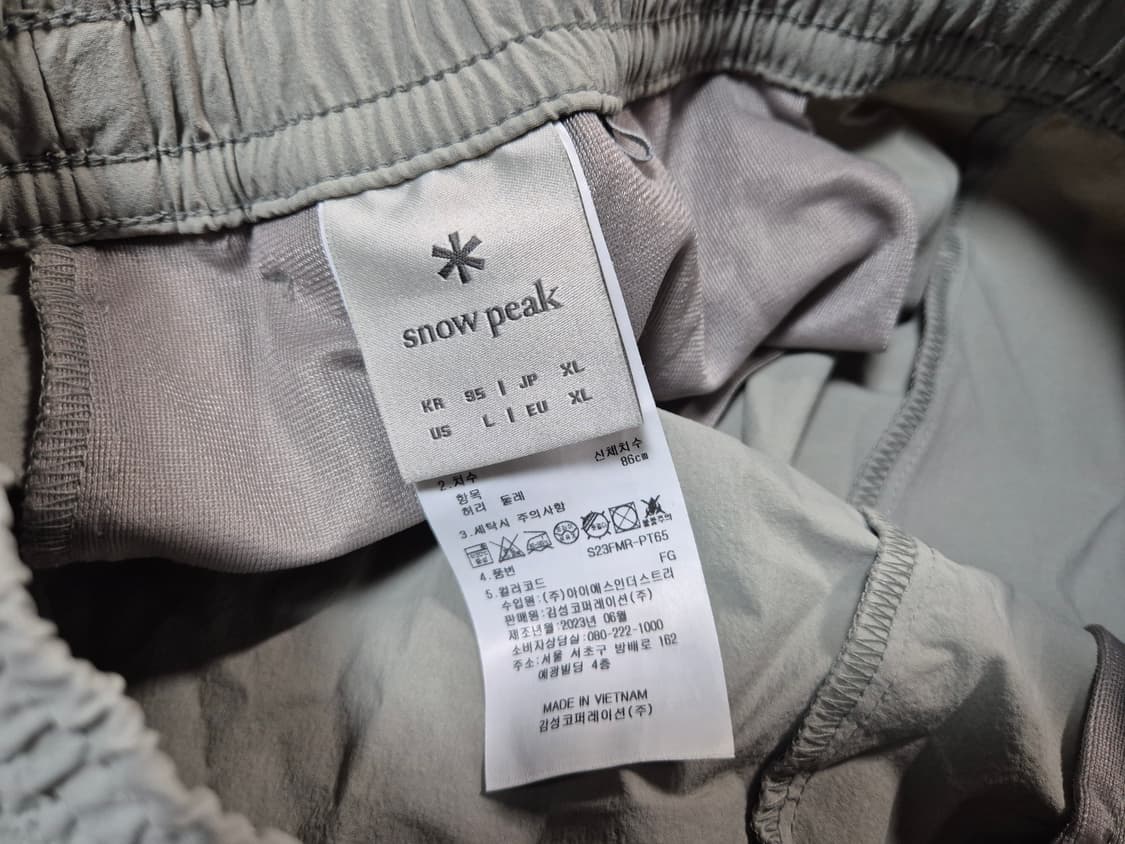 snow peak
KR 95 | JP XL
US L | EU XL
2.치수
신체치수
항목
86cm
허리 둘레
3.세탁시 주의사항
4.품번 S23FMR-PT65
5.컬러코드 FG
수입원:(주)아이에스인더스트리
판매원:감성코퍼레이션(주)
제조년월:2023년 06월
소비자상담실:080-222-1000
주소:서울 서초구 방배로 162
예광빌딩 4층
MADE IN VIETNAM
감성코퍼레이션(주)